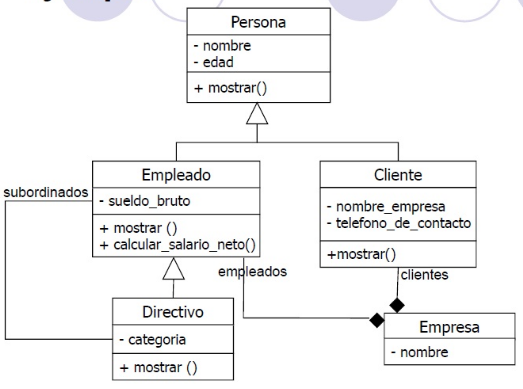 Persona
- nombre
- edad
+ mostrar()
Empleado
- sueldo_bruto
+ mostrar ()
+ calcular_salario_neto()
Cliente
- nombre_empresa
- telefono_de_contacto
+mostrar()
subordinados
empleados
clientes
Directivo
- categoria
+ mostrar ()
Empresa
- nombre